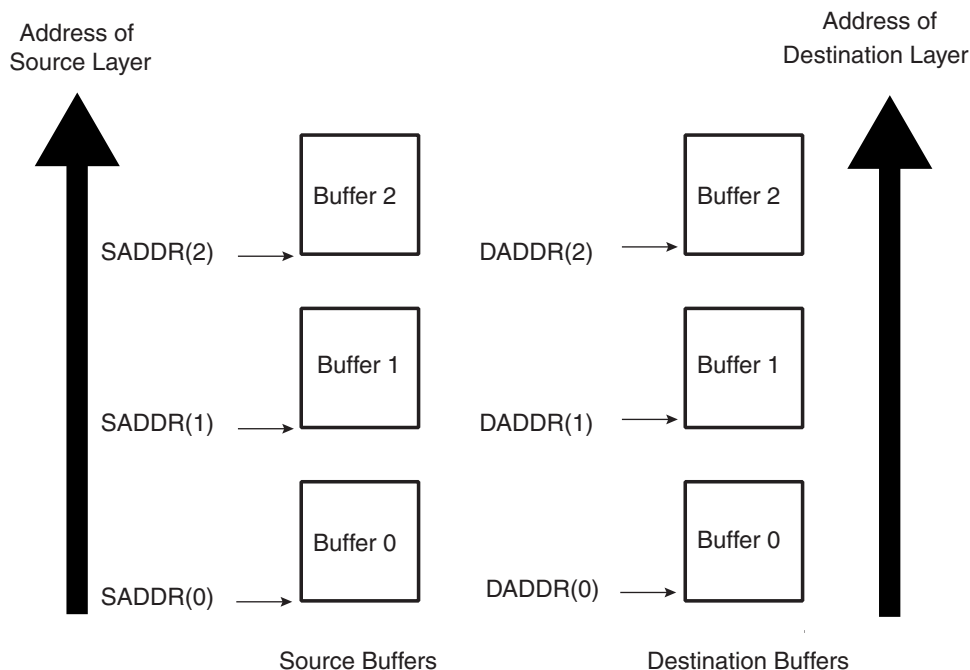 Address of
Source Layer
Address of
Destination Layer
Buffer 2
Buffer 2
SADDR(2)
DADDR(2)
Buffer 1
Buffer 1
SADDR(1)
DADDR(1)
Buffer 0
Buffer 0
SADDR(0)
DADDR(0)
Source Buffers
Destination Buffers